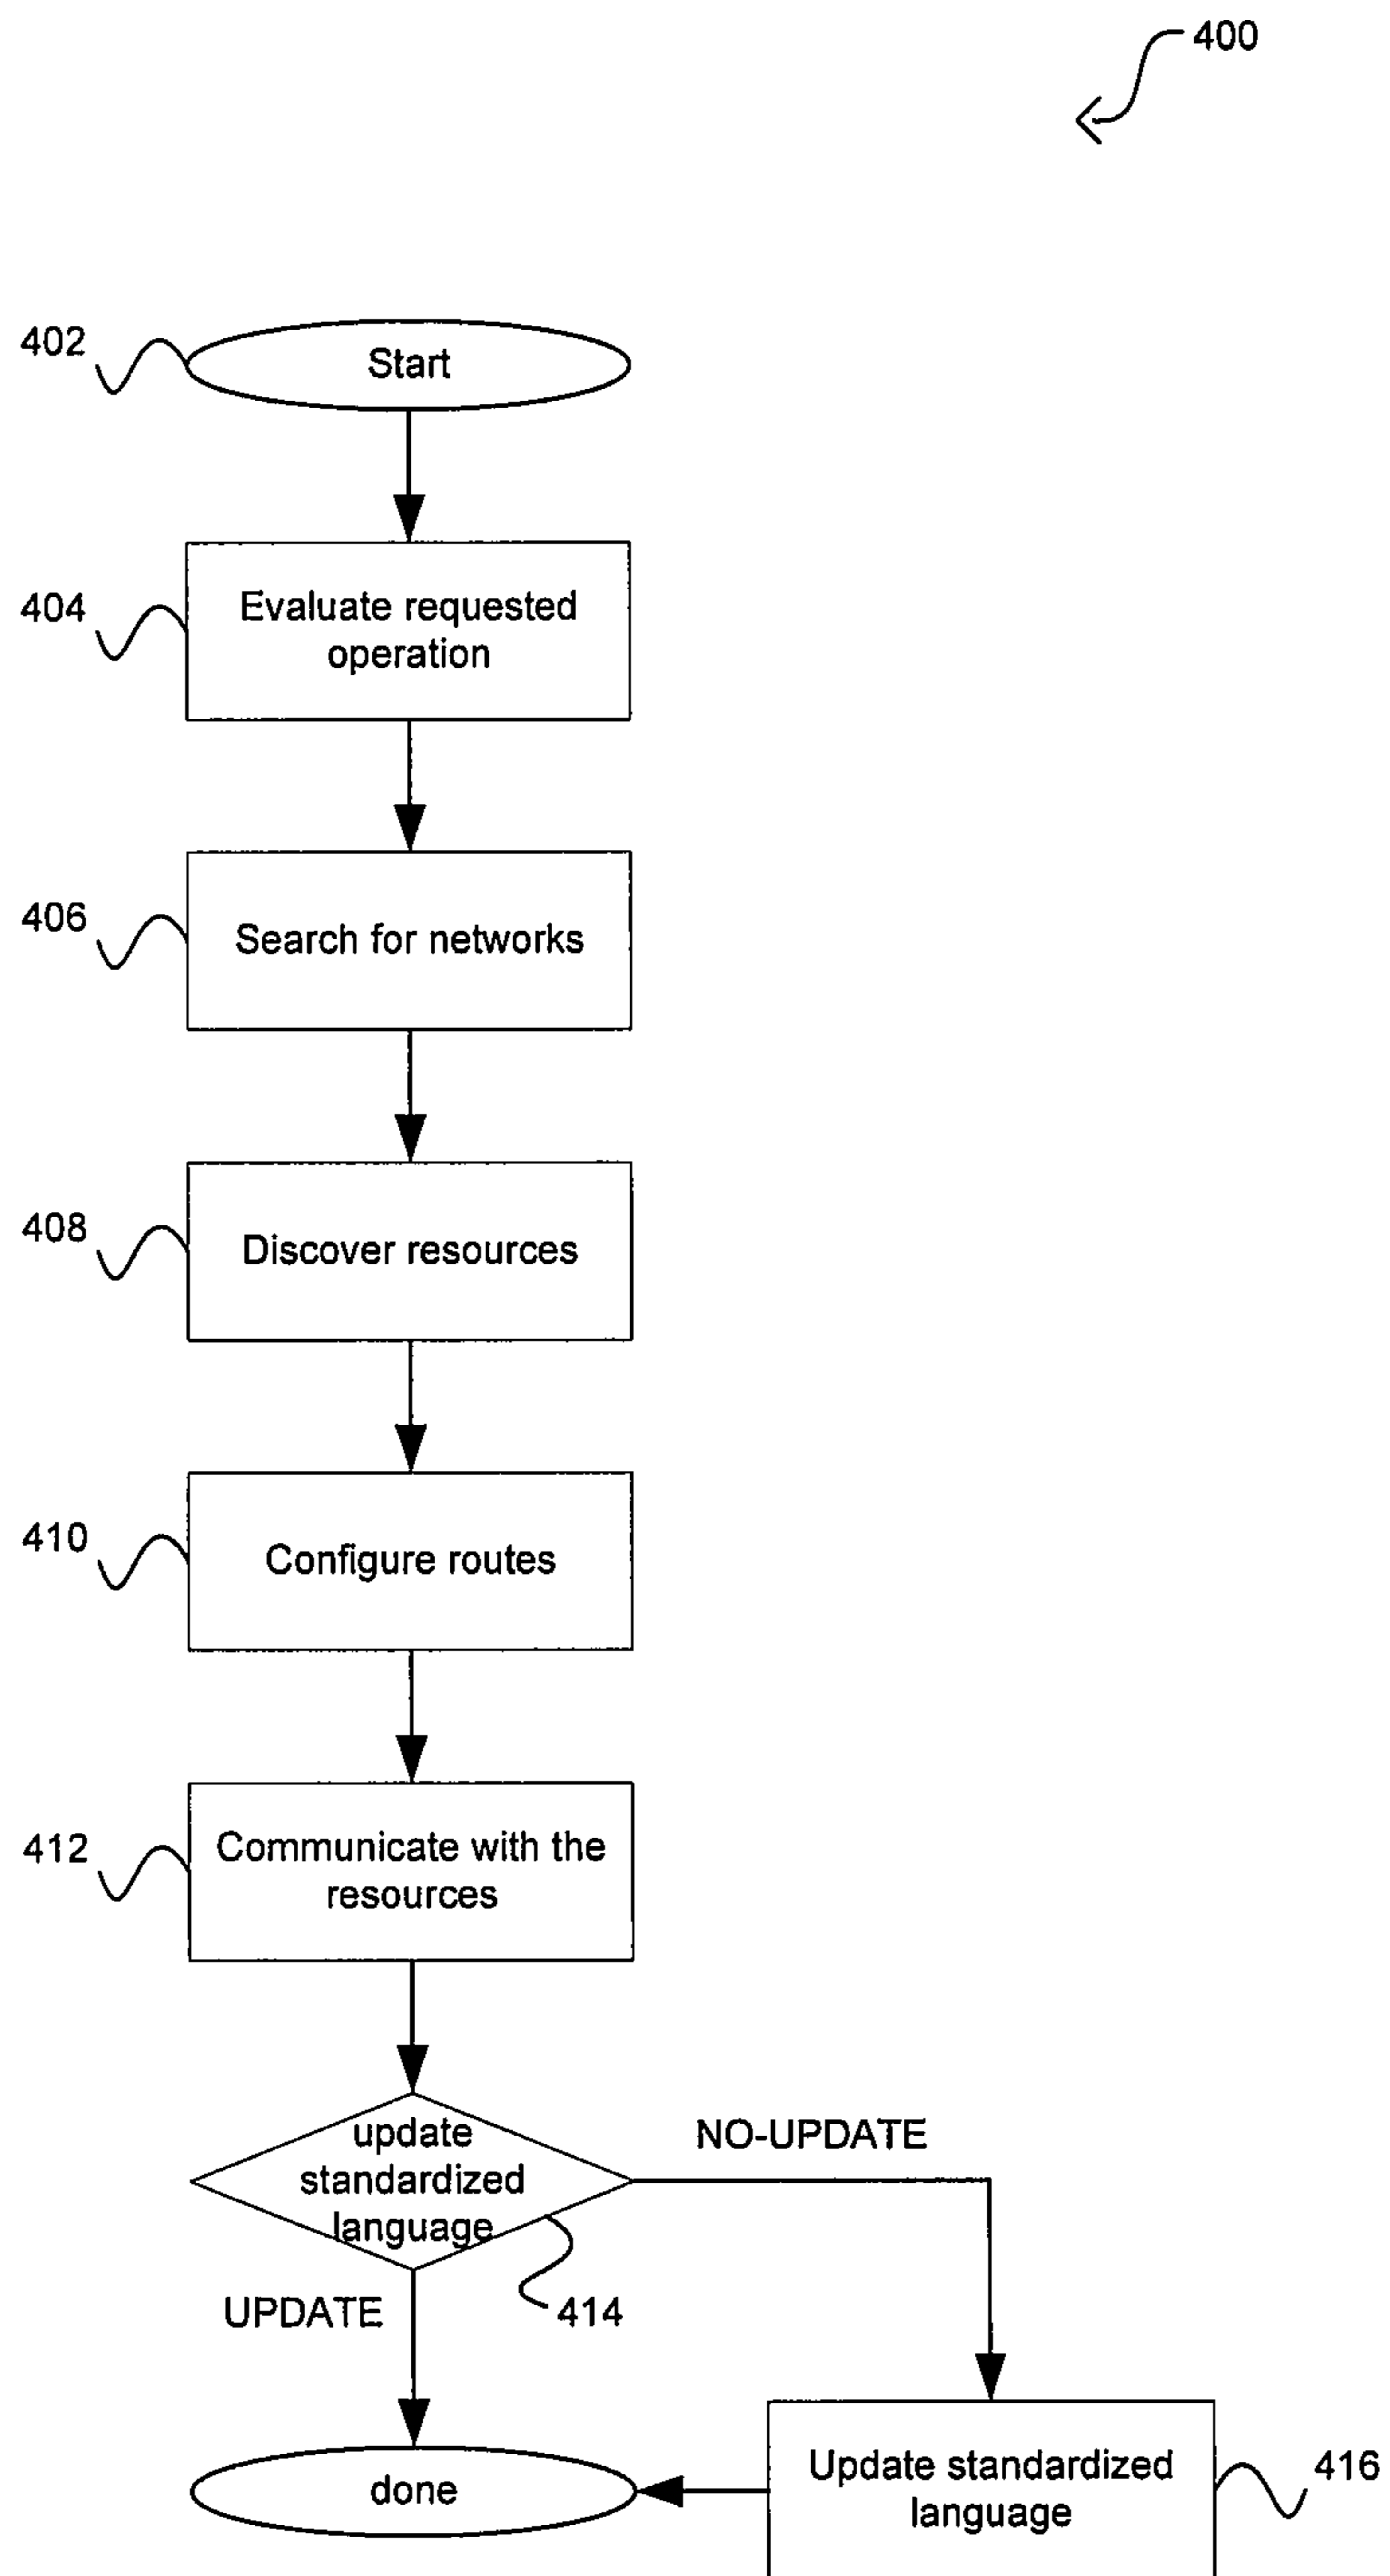 400
402
Start
404
Evaluate requested
operation
406
Search for networks
408
Discover resources
410
Configure routes
412
Communicate with the
resources
update
standardized
language
NO-UPDATE
UPDATE
414
done
Update standardized
language
416